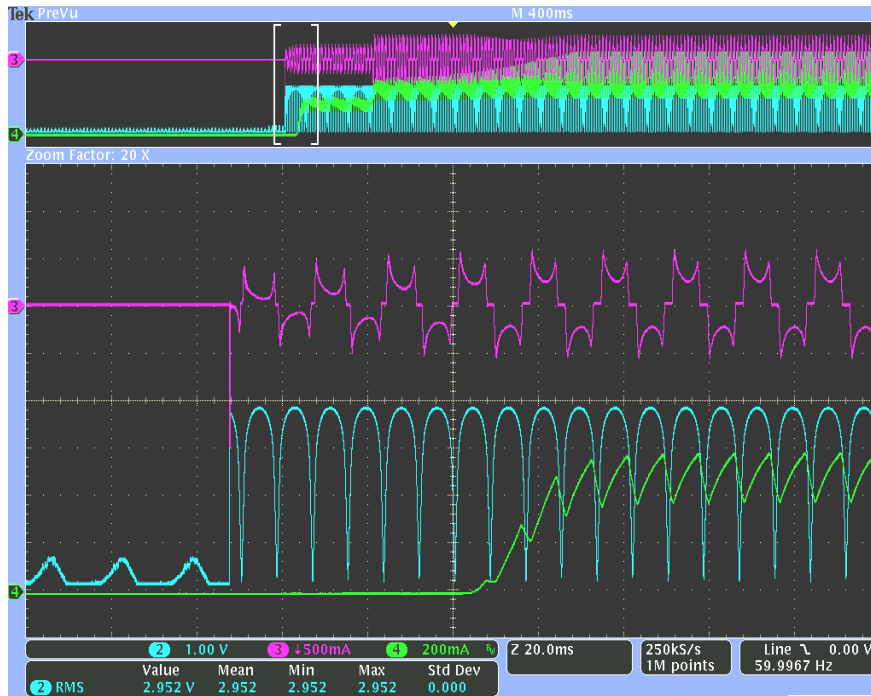 Tek PreVu M 400ms
3
4
Zoom Factor: 20 X
3
4
2 1.00 V 3 ↓500mA 4 200mA BW Z 20.0ms 250kS/s Line 0.00 V
1M points 59.9967 Hz
Value Mean Min Max Std Dev
2 RMS 2.952 V 2.952 2.952 2.952 0.000